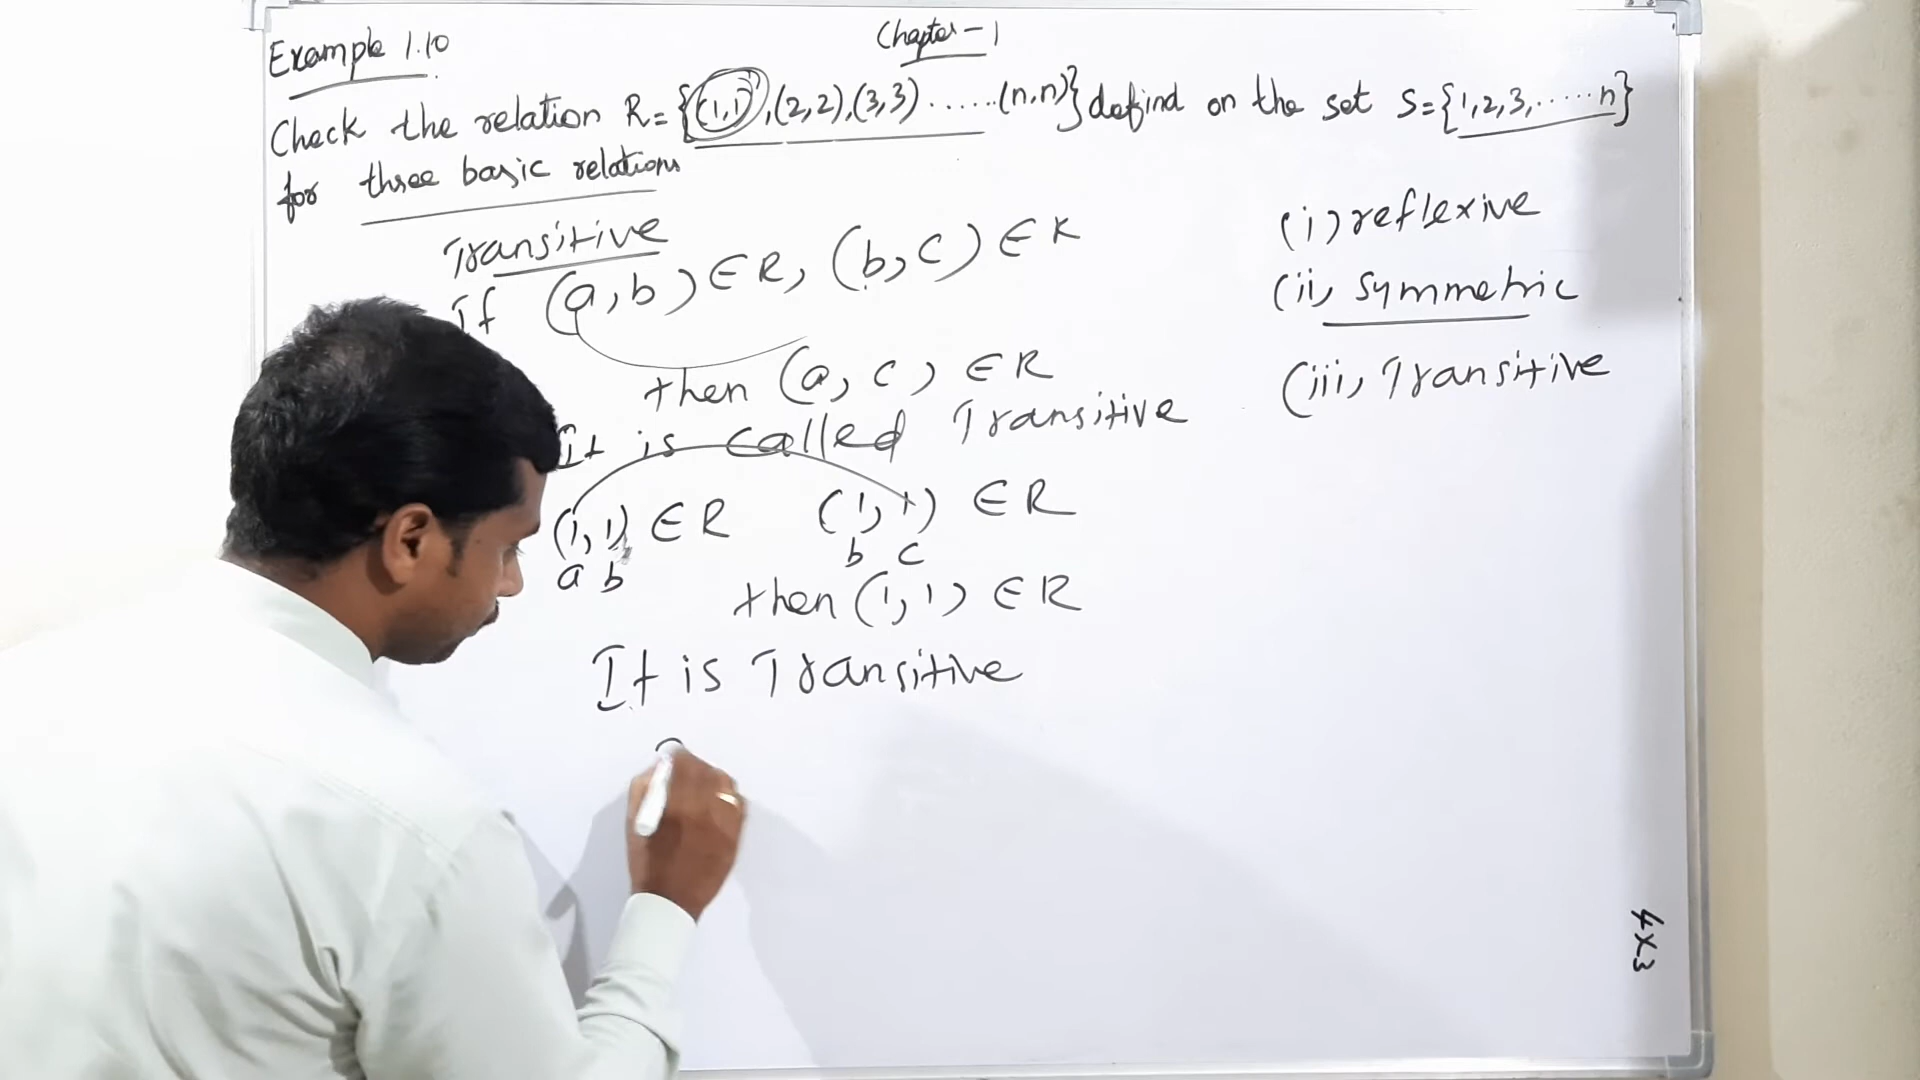 Example 1.10
Chapter - 1
Check the relation R = {(1,1),(2,2),(3,3)......(n,n)} defind on the set S={1,2,3,.....n}
for three basic relations
Transitive
If (a,b) ∈ R, (b,c) ∈ R
then (a, c) ∈ R
It is called Transitive
(1,1) ∈ R (1,1) ∈ R
a b b c
then (1,1) ∈ R
It is Transitive
(i) reflexive
(ii, symmetric
(iii, Transitive
4x3